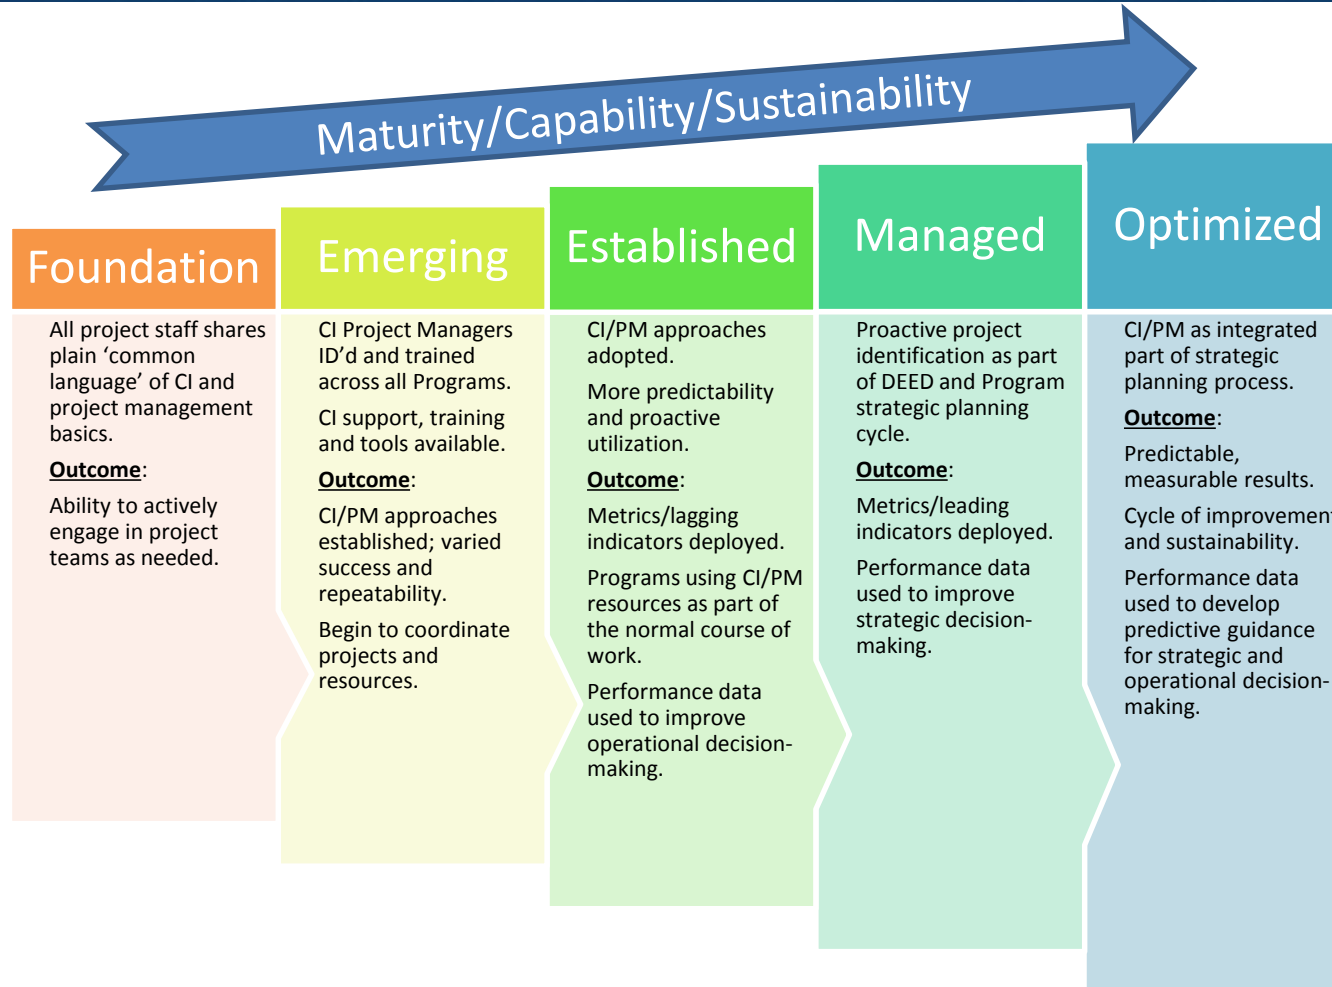 Maturity/Capability/Sustainability
Foundation
All project staff shares
plain ‘common
language’ of CI and
project management
basics.
Outcome:
Ability to actively
engage in project
teams as needed.
Emerging
CI Project Managers
ID’d and trained
across all Programs.
CI support, training
and tools available.
Outcome:
CI/PM approaches
established; varied
success and
repeatability.
Begin to coordinate
projects and
resources.
Established
CI/PM approaches
adopted.
More predictability
and proactive
utilization.
Outcome:
Metrics/lagging
indicators deployed.
Programs using CI/PM
resources as part of
the normal course of
work.
Performance data
used to improve
operational decision-
making.
Managed
Proactive project
identification as part
of DEED and Program
strategic planning
cycle.
Outcome:
Metrics/leading
indicators deployed.
Performance data
used to improve
strategic decision-
making.
Optimized
CI/PM as integrated
part of strategic
planning process.
Outcome:
Predictable,
measurable results.
Cycle of improvement
and sustainability.
Performance data
used to develop
predictive guidance
for strategic and
operational decision-
making.